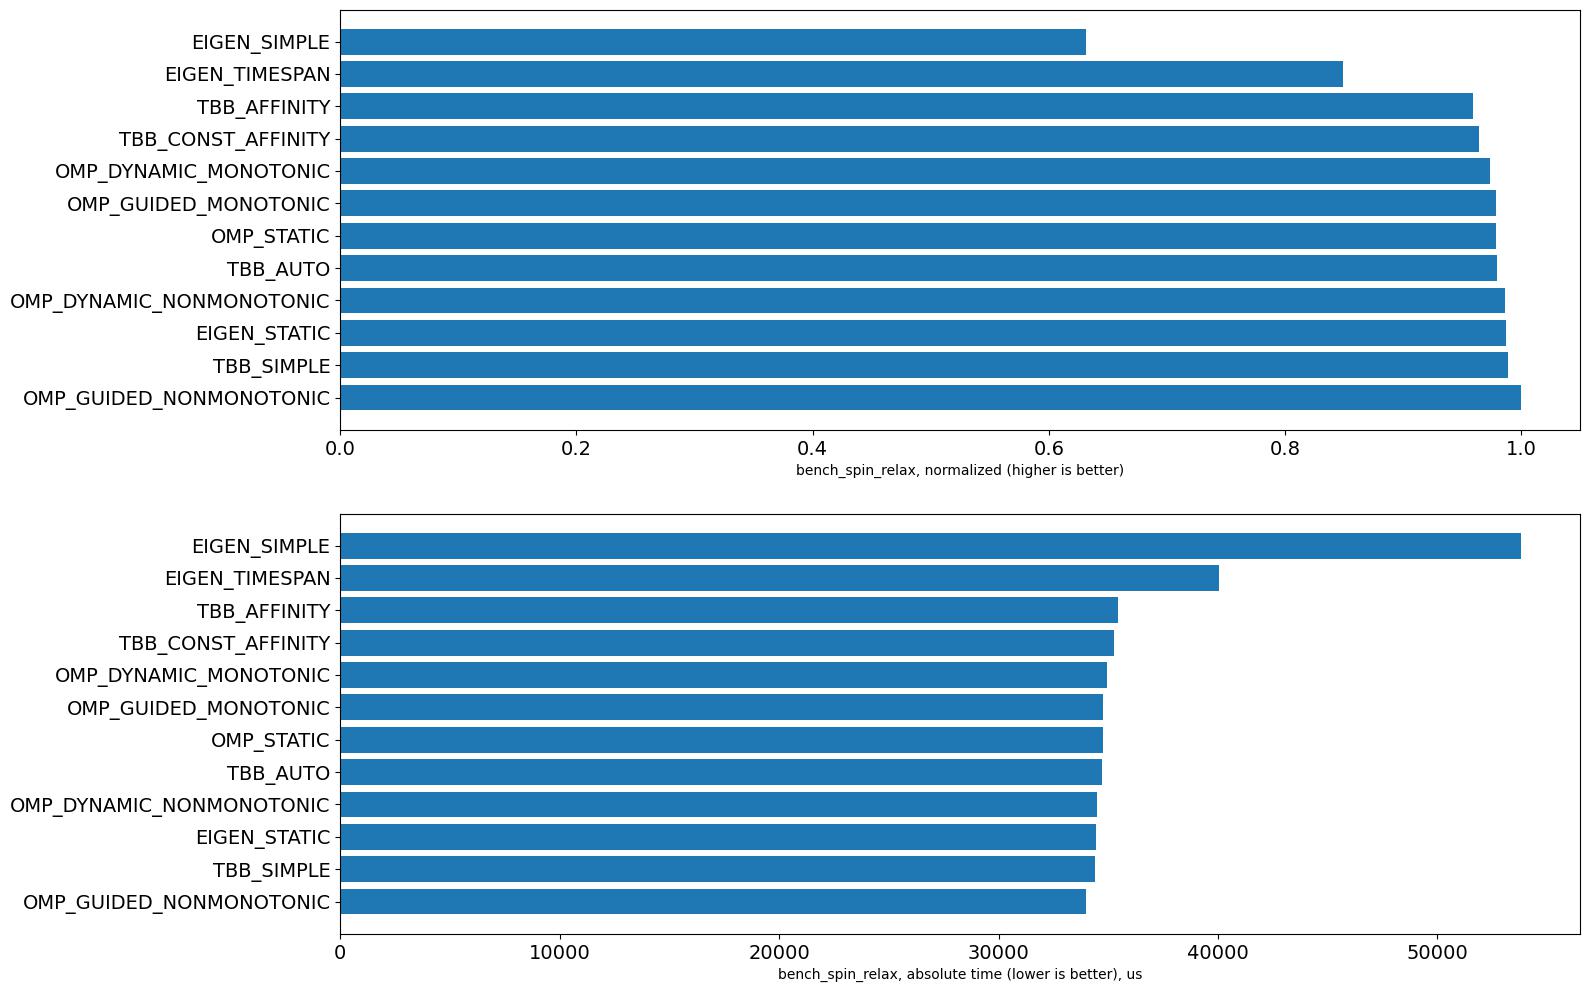 EIGEN_SIMPLE
EIGEN_TIMESPAN
TBB_AFFINITY
TBB_CONST_AFFINITY
OMP_DYNAMIC_MONOTONIC
OMP_GUIDED_MONOTONIC
OMP_STATIC
TBB_AUTO
OMP_DYNAMIC_NONMONOTONIC
EIGEN_STATIC
TBB_SIMPLE
OMP_GUIDED_NONMONOTONIC
0.0 0.2 0.4 0.6 0.8 1.0
bench_spin_relax, normalized (higher is better)
EIGEN_SIMPLE
EIGEN_TIMESPAN
TBB_AFFINITY
TBB_CONST_AFFINITY
OMP_DYNAMIC_MONOTONIC
OMP_GUIDED_MONOTONIC
OMP_STATIC
TBB_AUTO
OMP_DYNAMIC_NONMONOTONIC
EIGEN_STATIC
TBB_SIMPLE
OMP_GUIDED_NONMONOTONIC
0 10000 20000 30000 40000 50000
bench_spin_relax, absolute time (lower is better), us